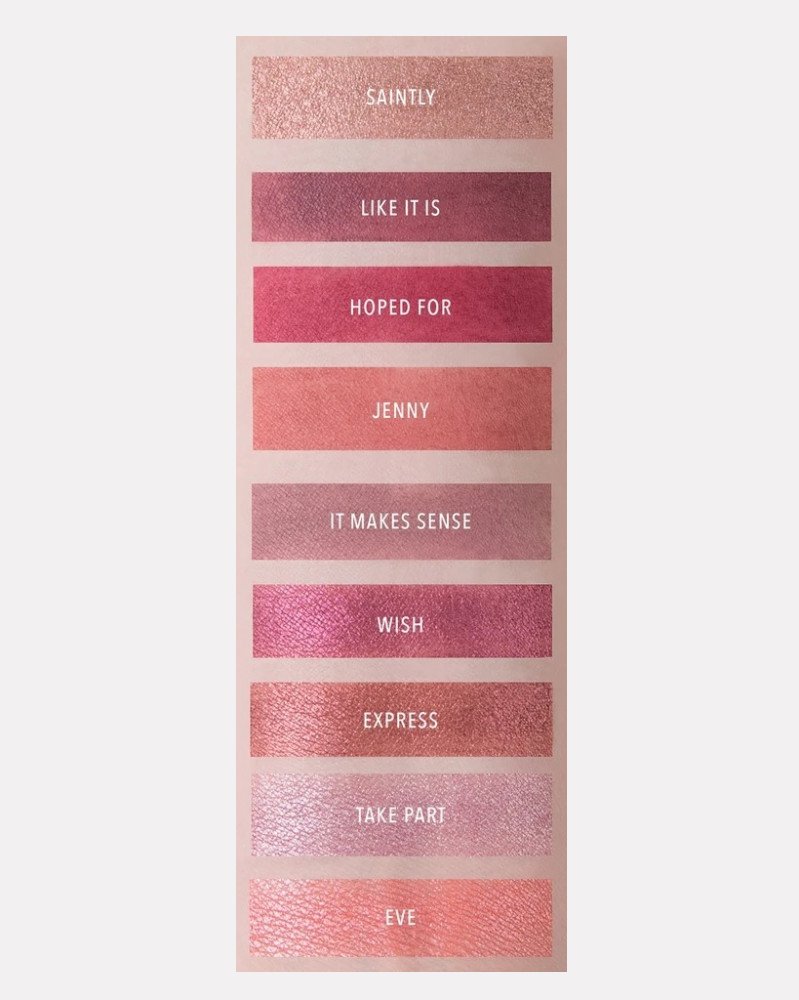 SAINTLY
LIKE IT IS
HOPED FOR
JENNY
IT MAKES SENSE
WISH
EXPRESS
TAKE PART
EVE